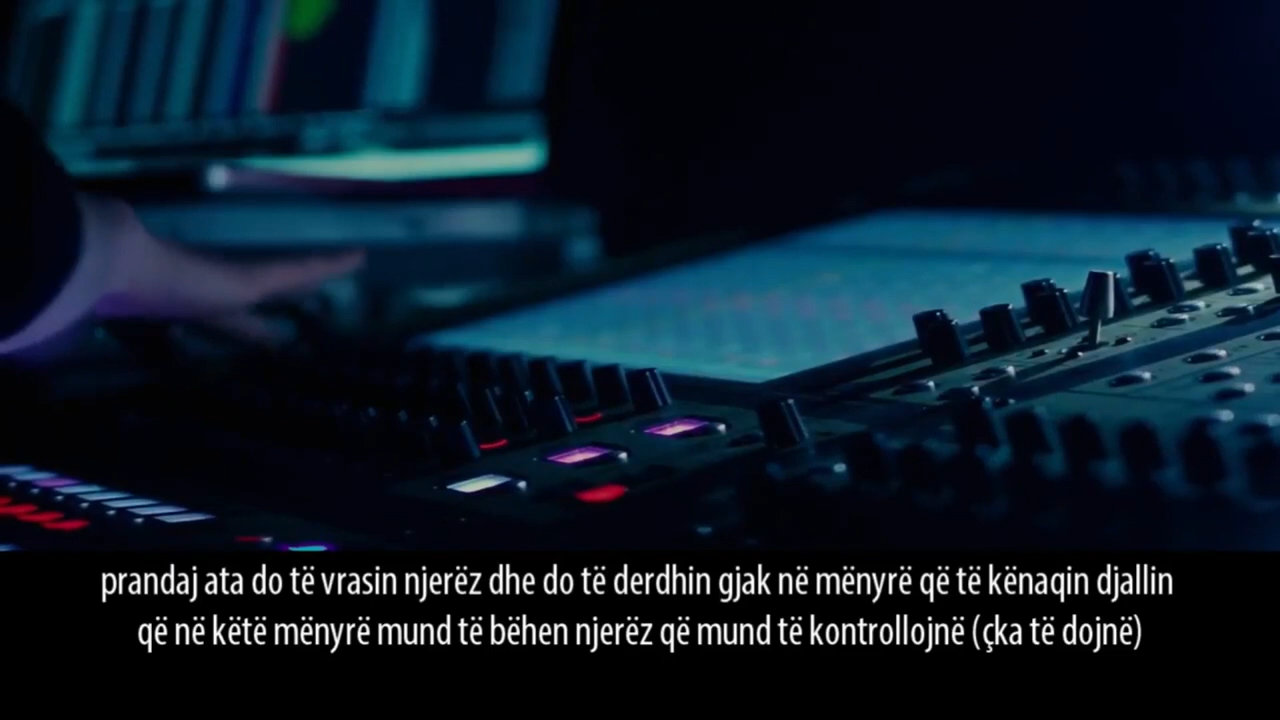 prandaj ata do të vrasin njerëz dhe do të derdhin gjak në mënyrë që të kënaqin djallin
që në këtë mënyrë mund të bëhen njerëz që mund të kontrollojnë (çka të dojnë)